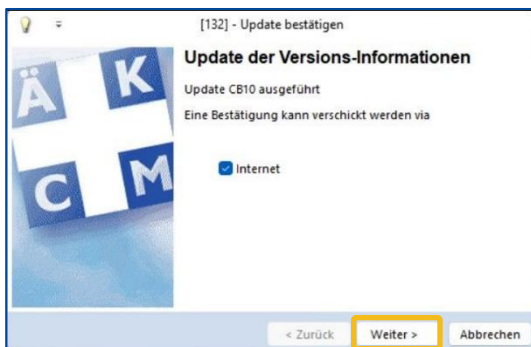 [132] - Update bestätigen
Update der Versions-Informationen
Update CB10 ausgeführt
Eine Bestätigung kann verschickt werden via
Internet
Ä K
C M
< Zurück Weiter > Abbrechen